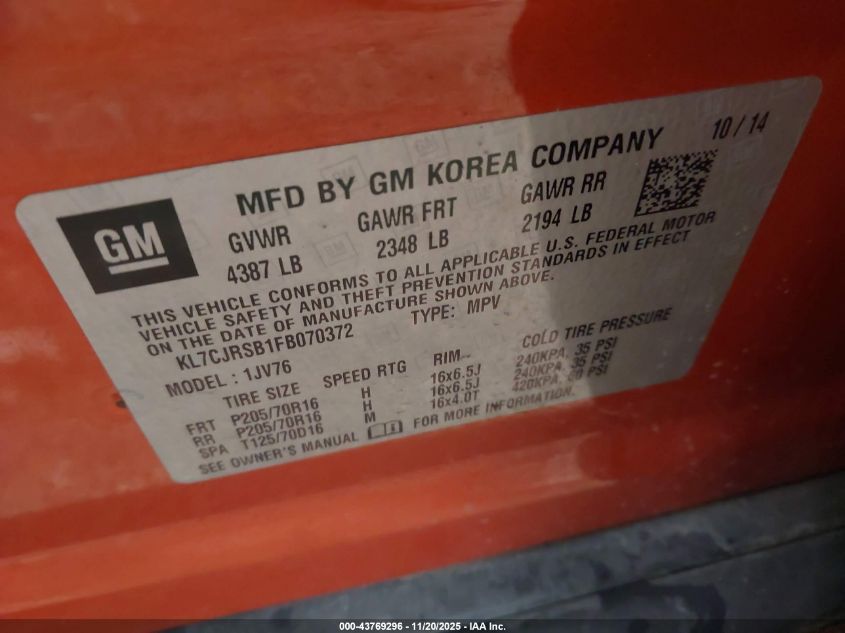 GM
MFD BY GM KOREA COMPANY 10/14
GVWR GAWR FRT GAWR RR
4387 LB 2348 LB 2194 LB
THIS VEHICLE CONFORMS TO ALL APPLICABLE U.S. FEDERAL MOTOR
VEHICLE SAFETY AND THEFT PREVENTION STANDARDS IN EFFECT
ON THE DATE OF MANUFACTURE SHOWN ABOVE.
KL7CJRSB1FB070372 TYPE: MPV
MODEL: 1JV76
TIRE SIZE SPEED RTG RIM COLD TIRE PRESSURE
FRT P205/70R16 H 16x6.5J 240KPA, 35 PSI
RR P205/70R16 H 16x6.5J 240KPA, 35 PSI
SPA T125/70D16 M 16x4.0T 420KPA, 60 PSI
SEE OWNER'S MANUAL FOR MORE INFORMATION.
000-43769296 - 11/20/2025 - IAA Inc.